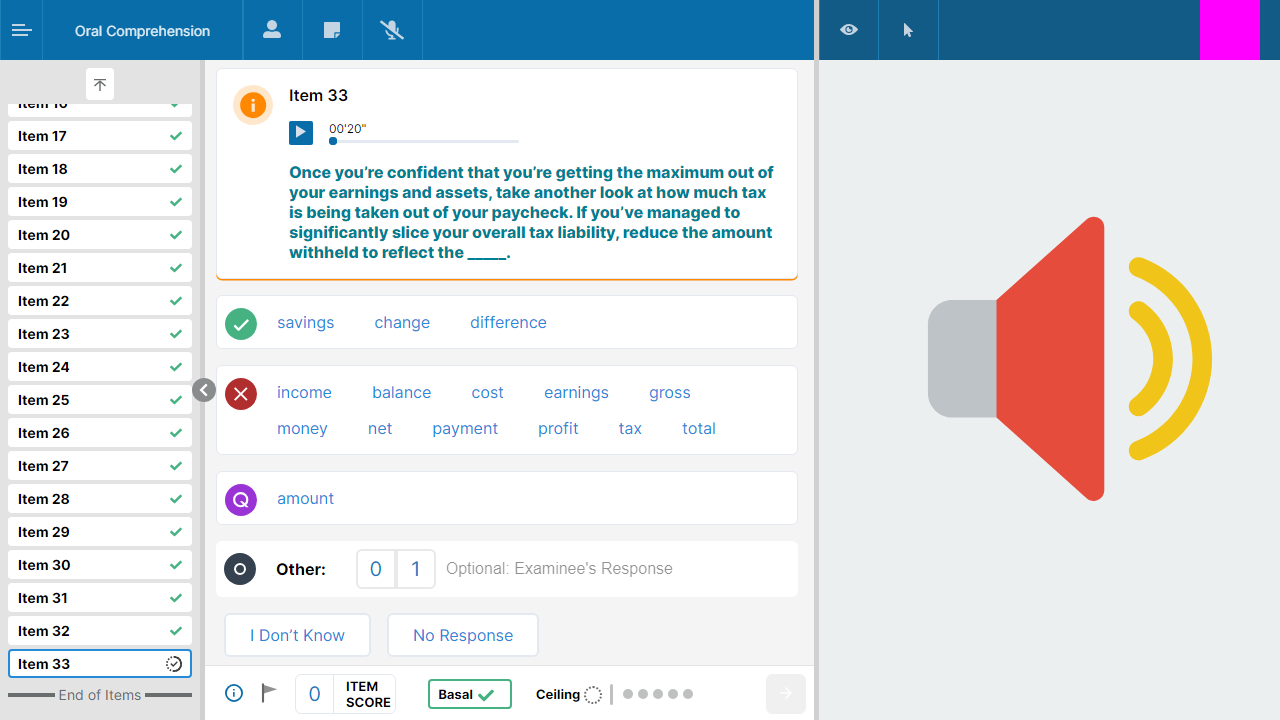 Oral Comprehension
Item 16
Item 17
Item 18
Item 19
Item 20
Item 21
Item 22
Item 23
Item 24
Item 25
Item 26
Item 27
Item 28
Item 29
Item 30
Item 31
Item 32
Item 33
End of Items
Item 33
00'20"
Once you’re confident that you’re getting the maximum out of
your earnings and assets, take another look at how much tax
is being taken out of your paycheck. If you’ve managed to
significantly slice your overall tax liability, reduce the amount
withheld to reflect the _____.
savings change difference
income balance cost earnings gross
money net payment profit tax total
Q amount
Other: 0 1 Optional: Examinee's Response
I Don’t Know No Response
0 ITEM
SCORE
Basal Ceiling